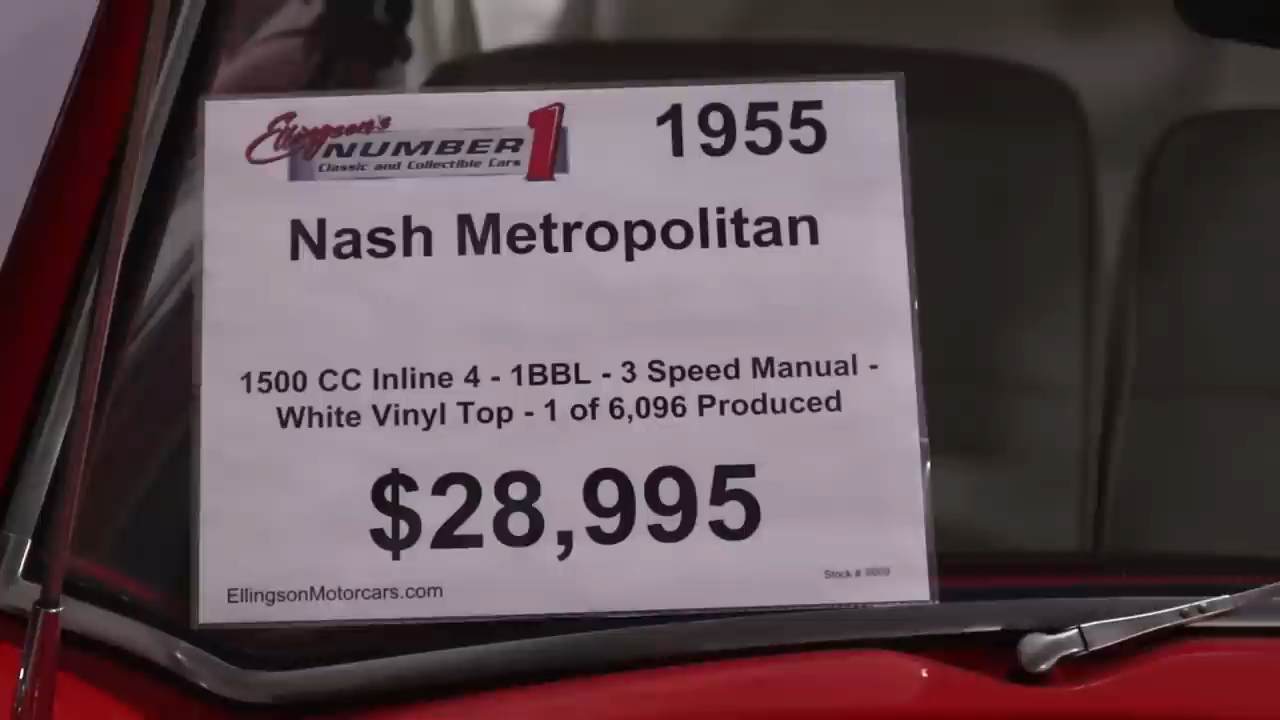 Ellingson's
NUMBER 1
Classic and Collectible Cars
1955
Nash Metropolitan
1500 CC Inline 4 - 1BBL - 3 Speed Manual -
White Vinyl Top - 1 of 6,096 Produced
$28,995
Stock #
EllingsonMotorcars.com